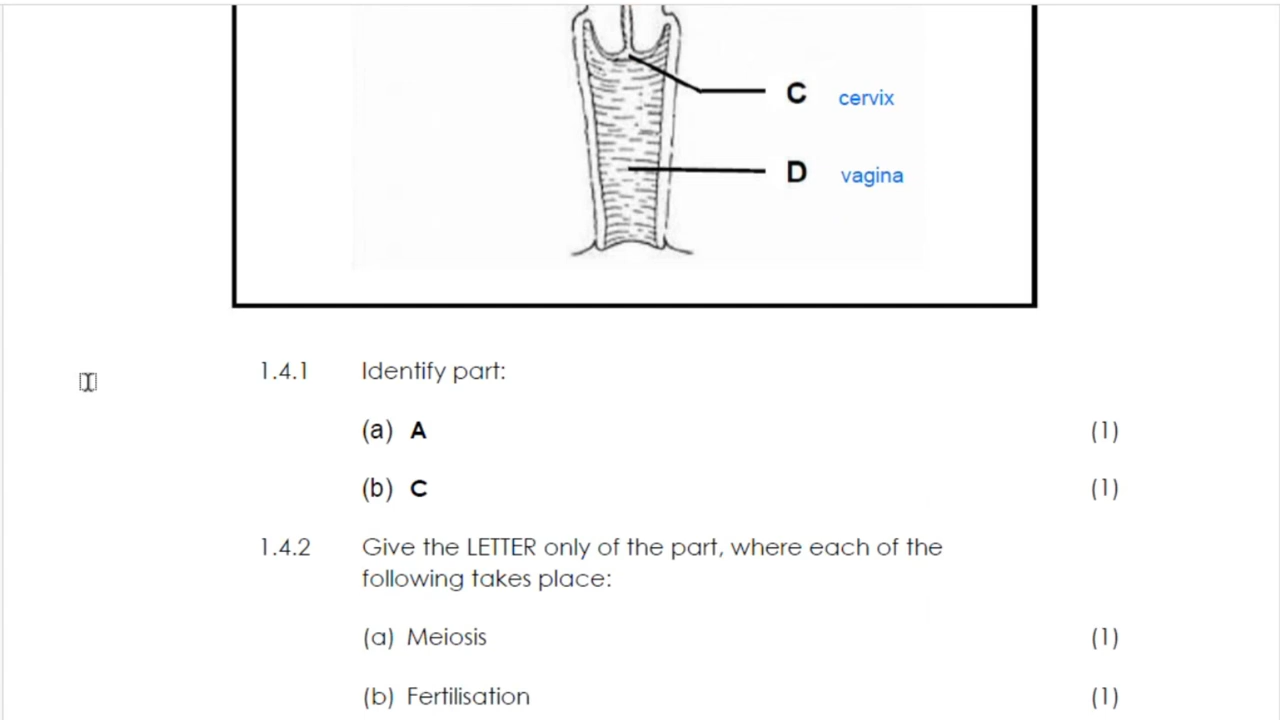 C cervix
D vagina
1.4.1 Identify part:
(a) A (1)
(b) C (1)
1.4.2 Give the LETTER only of the part, where each of the
following takes place:
(a) Meiosis (1)
(b) Fertilisation (1)